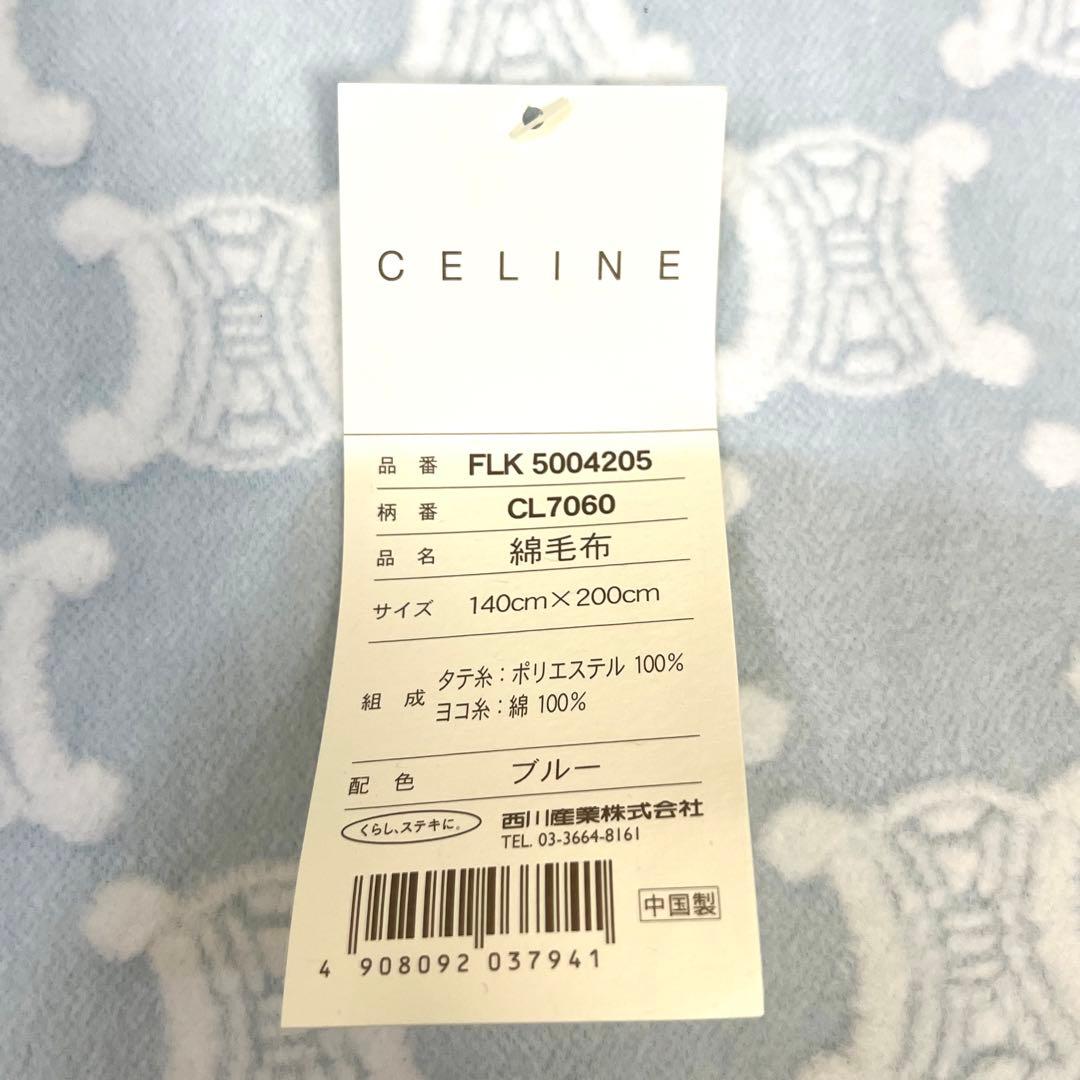 CELINE
品番 FLK 5004205
柄番 CL7060
品名 綿毛布
サイズ 140cm×200cm
組成 タテ糸：ポリエステル 100%
ヨコ糸：綿 100%
配色 ブルー
くらし、ステキに。 西川産業株式会社
TEL. 03-3664-8161
中国製
4 908092 037941